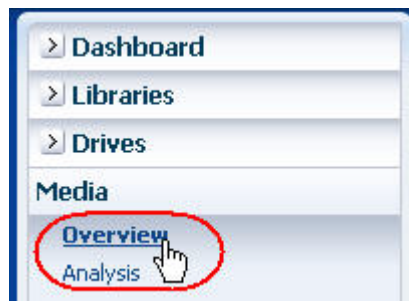 Dashboard
Libraries
Drives
Media
Overview
Analysis